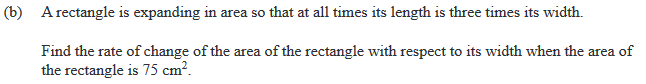 (b) A rectangle is expanding in area so that at all times its length is three times its width.
Find the rate of change of the area of the rectangle with respect to its width when the area of
the rectangle is 75 cm².